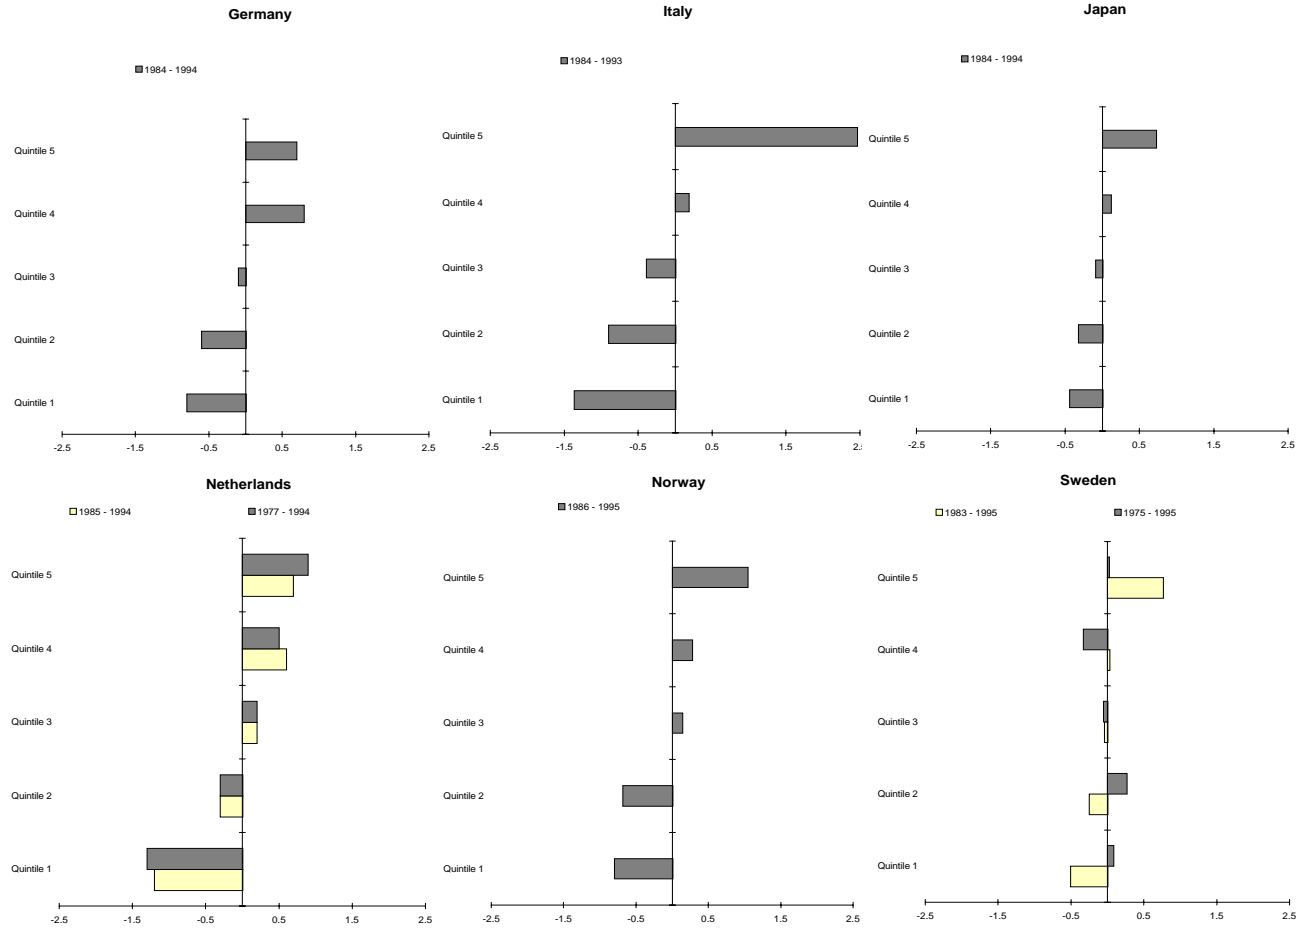 Germany
1984 - 1994
Quintile 5
Quintile 4
Quintile 3
Quintile 2
Quintile 1
-2.5 -1.5 -0.5 0.5 1.5 2.5
Italy
1984 - 1993
Quintile 5
Quintile 4
Quintile 3
Quintile 2
Quintile 1
-2.5 -1.5 -0.5 0.5 1.5 2.
Japan
1984 - 1994
Quintile 5
Quintile 4
Quintile 3
Quintile 2
Quintile 1
-2.5 -1.5 -0.5 0.5 1.5 2.5
Netherlands
1985 - 1994 1977 - 1994
Quintile 5
Quintile 4
Quintile 3
Quintile 2
Quintile 1
-2.5 -1.5 -0.5 0.5 1.5 2.5
Norway
1986 - 1995
Quintile 5
Quintile 4
Quintile 3
Quintile 2
Quintile 1
-2.5 -1.5 -0.5 0.5 1.5 2.5
Sweden
1983 - 1995 1975 - 1995
Quintile 5
Quintile 4
Quintile 3
Quintile 2
Quintile 1
-2.5 -1.5 -0.5 0.5 1.5 2.5